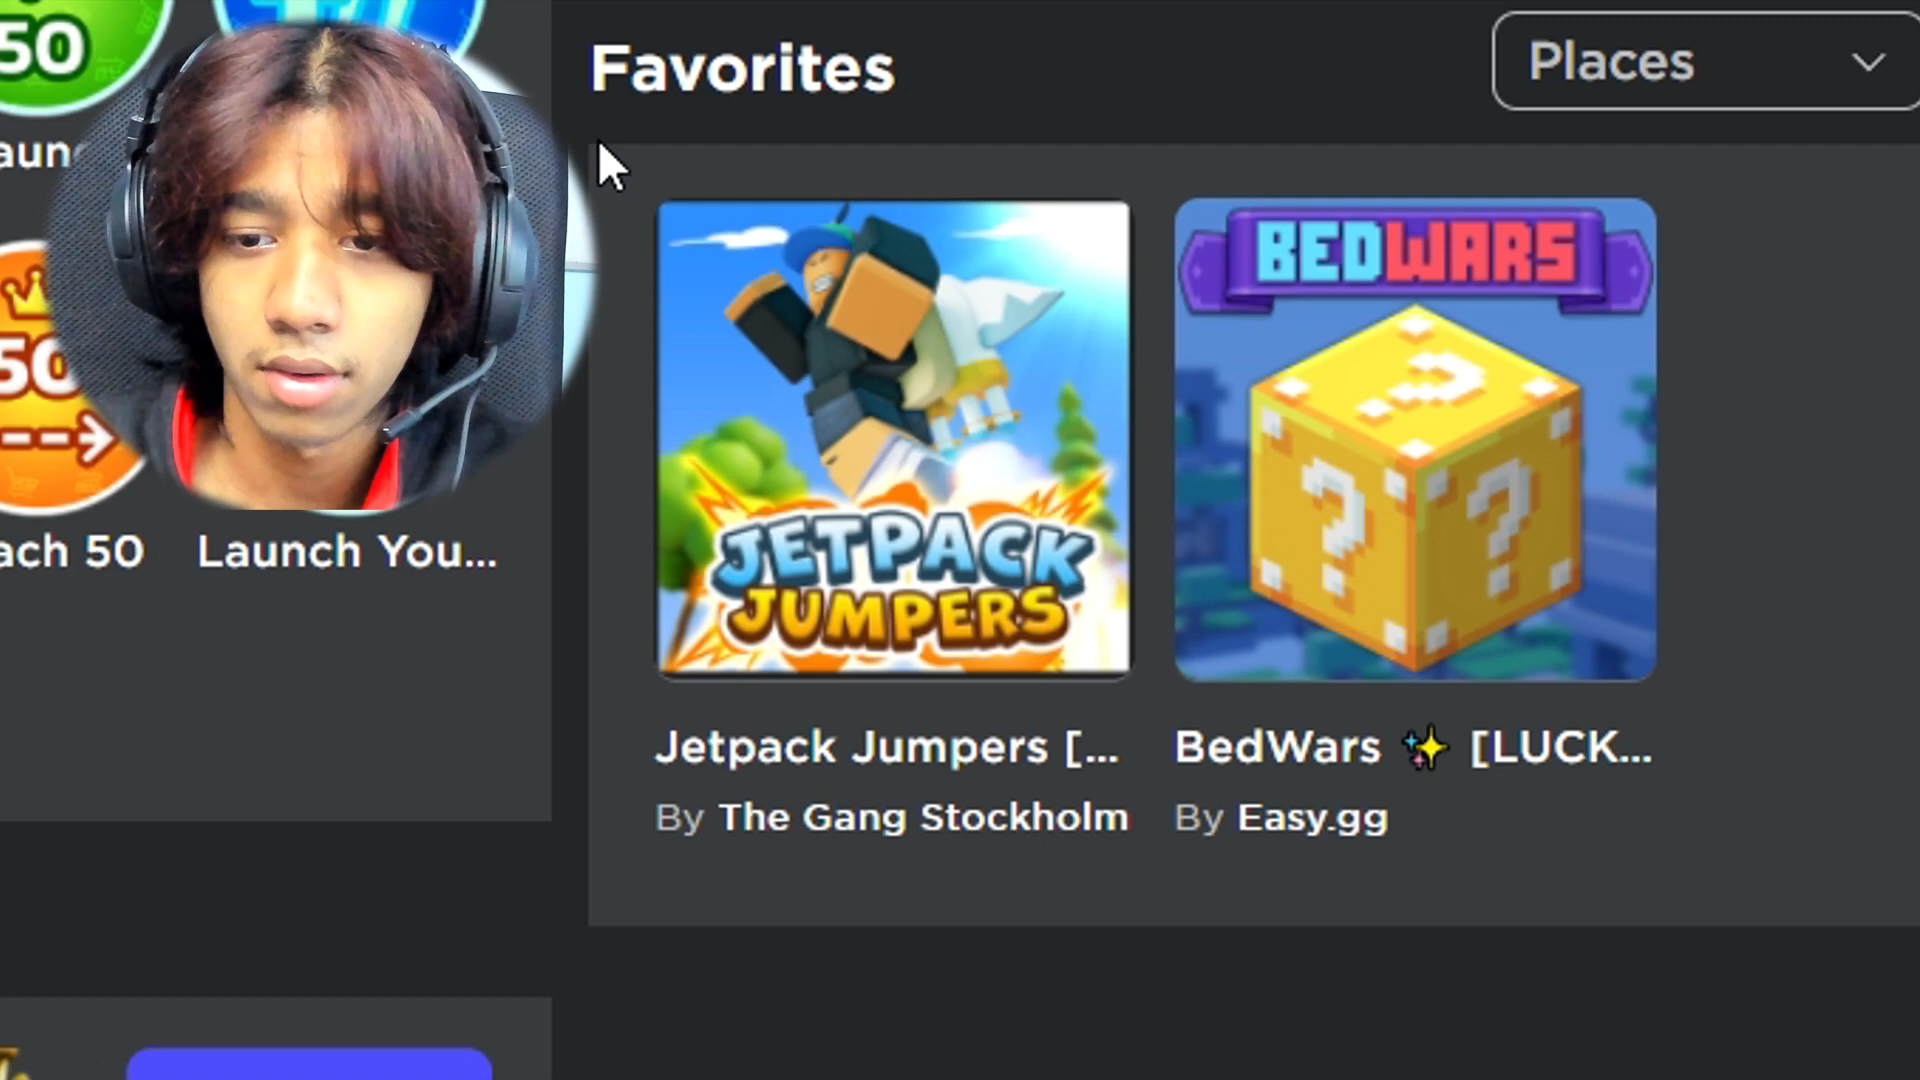 50
Favorites
Places
50
JETPACK
JUMPERS
BEDWARS
ach 50
Launch You...
Jetpack Jumpers [...
BedWars ✨ [LUCK...
By The Gang Stockholm
By Easy.gg